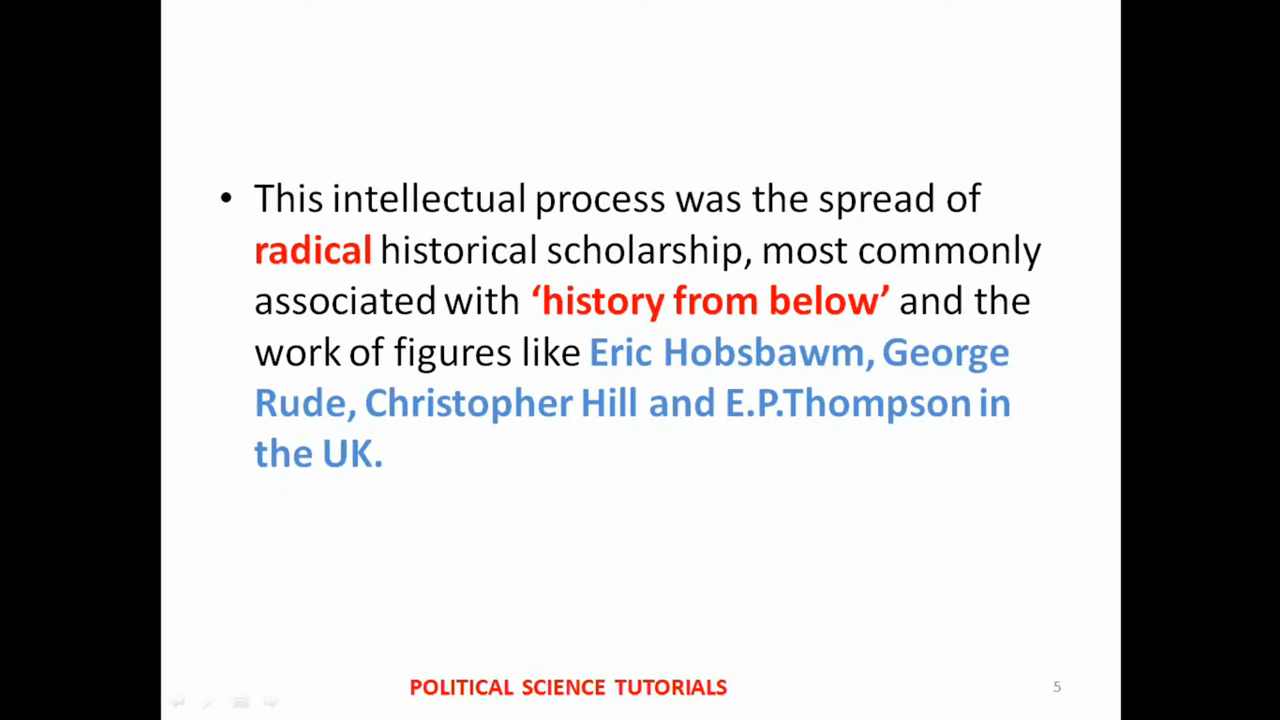 • This intellectual process was the spread of
radical historical scholarship, most commonly
associated with ‘history from below’ and the
work of figures like Eric Hobsbawm, George
Rude, Christopher Hill and E.P.Thompson in
the UK.
POLITICAL SCIENCE TUTORIALS
5